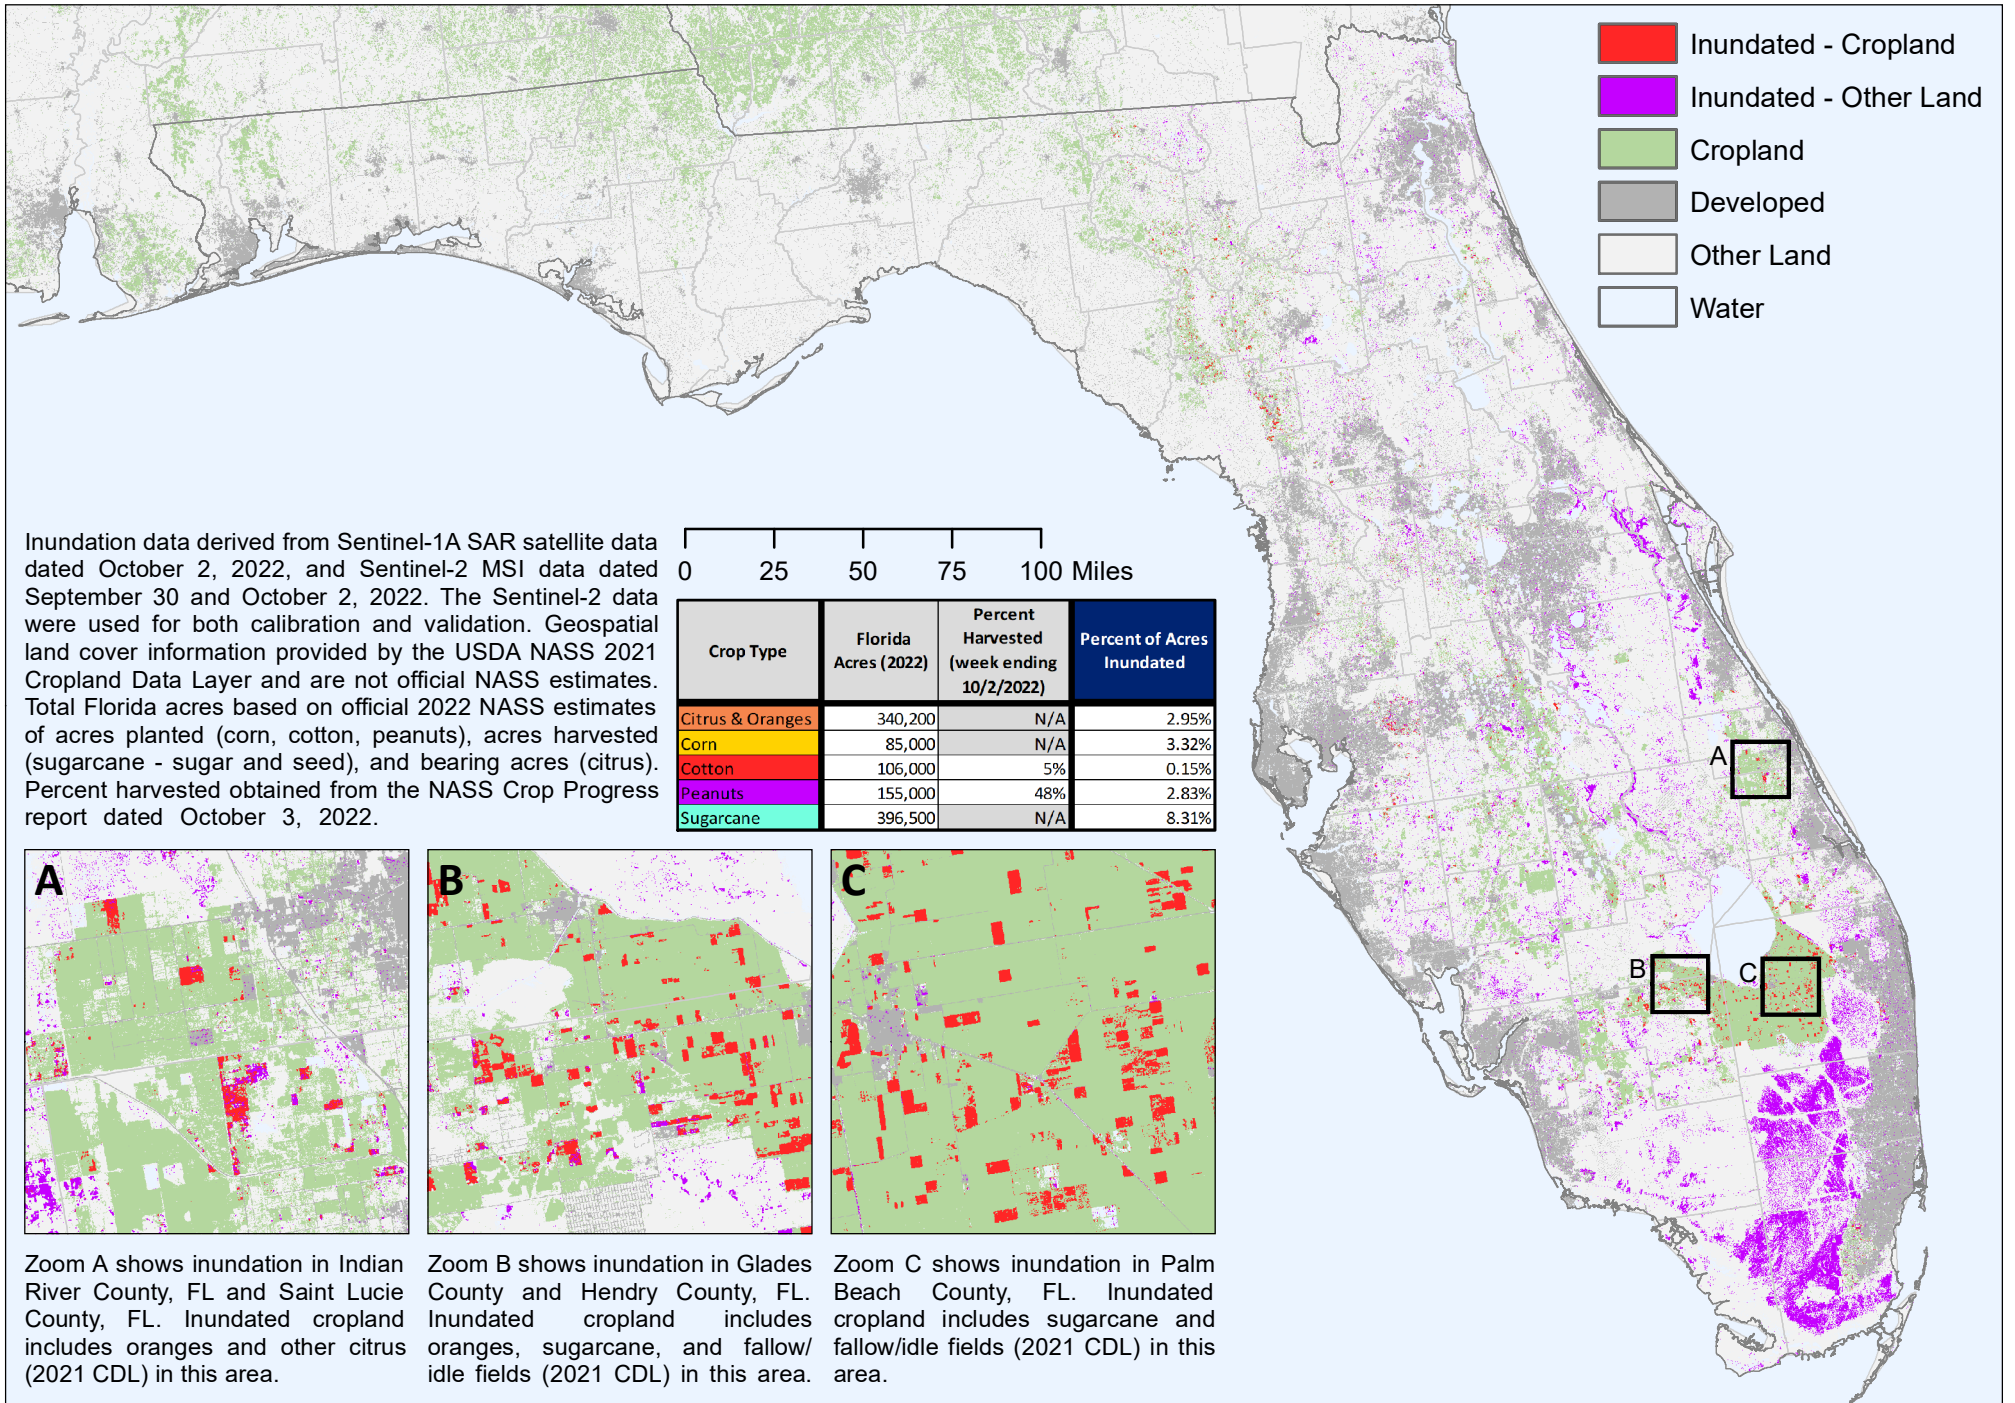 Inundated - Cropland
Inundated - Other Land
Cropland
Developed
Other Land
Water
Inundation data derived from Sentinel-1A SAR satellite data
dated October 2, 2022, and Sentinel-2 MSI data dated
September 30 and October 2, 2022. The Sentinel-2 data
were used for both calibration and validation. Geospatial
land cover information provided by the USDA NASS 2021
Cropland Data Layer and are not official NASS estimates.
Total Florida acres based on official 2022 NASS estimates
of acres planted (corn, cotton, peanuts), acres harvested
(sugarcane - sugar and seed), and bearing acres (citrus).
Percent harvested obtained from the NASS Crop Progress
report dated October 3, 2022.
0 25 50 75 100 Miles
Crop Type
Florida
Acres (2022)
Percent
Harvested
(week ending
10/2/2022)
Percent of Acres
Inundated
Citrus & Oranges 340,200 N/A 2.95%
Corn 85,000 N/A 3.32%
Cotton 106,000 5% 0.15%
Peanuts 155,000 48% 2.83%
Sugarcane 396,500 N/A 8.31%
A
B
C
A
B
C
Zoom A shows inundation in Indian
River County, FL and Saint Lucie
County, FL. Inundated cropland
includes oranges and other citrus
(2021 CDL) in this area.
Zoom B shows inundation in Glades
County and Hendry County, FL.
Inundated cropland includes
oranges, sugarcane, and fallow/
idle fields (2021 CDL) in this area.
Zoom C shows inundation in Palm
Beach County, FL. Inundated
cropland includes sugarcane and
fallow/idle fields (2021 CDL) in this
area.